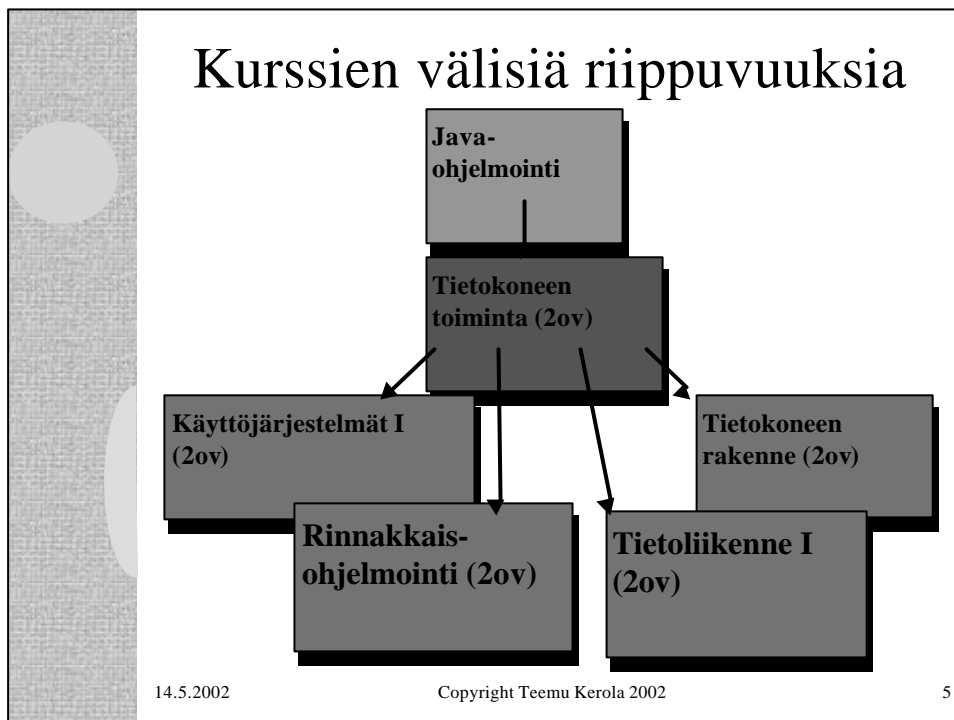 Kurssien välisiä riippuvuuksia
Java-
ohjelmointi
Tietokoneen
toiminta (2ov)
Käyttöjärjestelmät I
(2ov)
Tietokoneen
rakenne (2ov)
Rinnakkais-
ohjelmointi (2ov)
Tietoliikenne I
(2ov)
14.5.2002
Copyright Teemu Kerola 2002
5